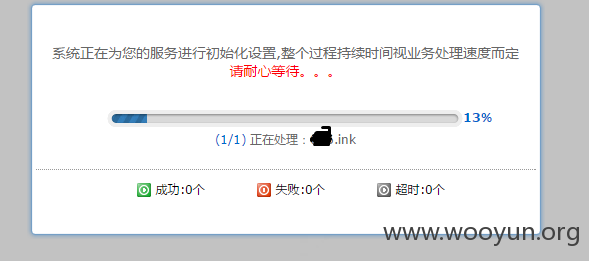 系统正在为您的服务进行初始化设置,整个过程持续时间视业务处理速度而定
请耐心等待。。。
13%
(1/1) 正在处理：.ink
成功:0个 失败:0个 超时:0个
www.wooyun.org